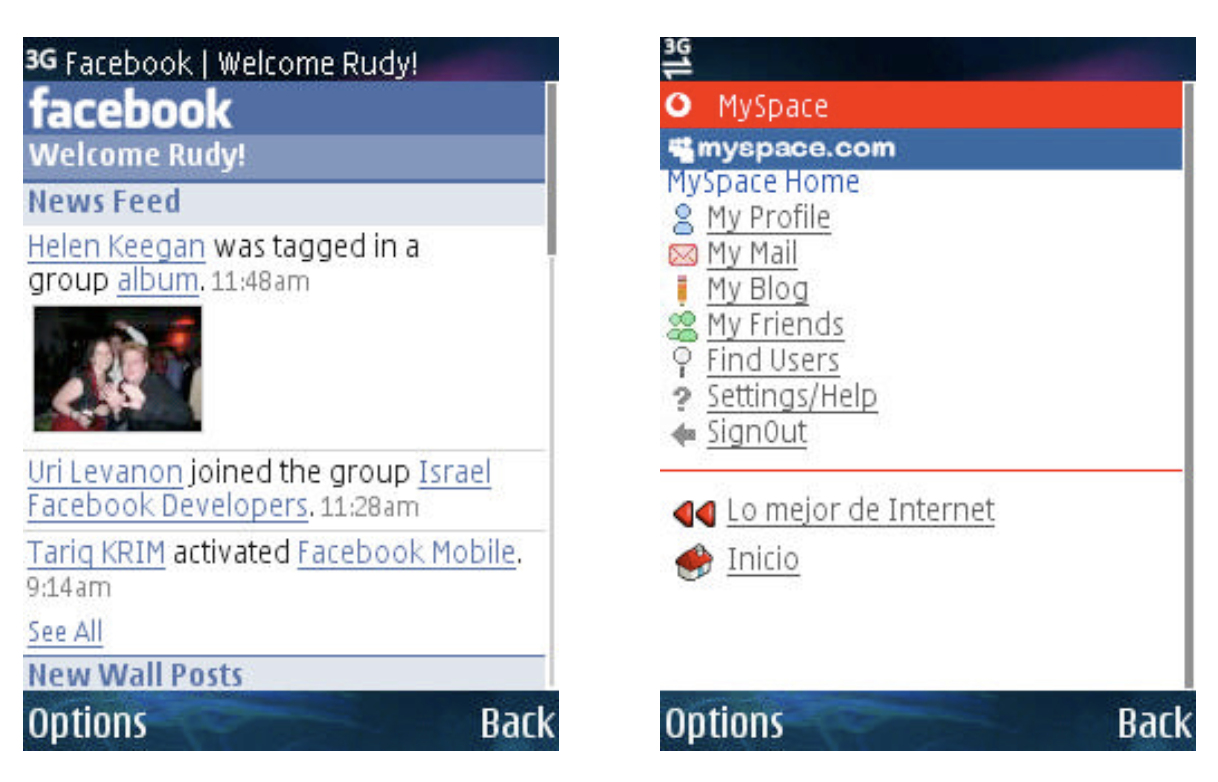 3G Facebook | Welcome Rudy!
facebook
Welcome Rudy!
News Feed
Helen Keegan was tagged in a
group album. 11:48am
Uri Levanon joined the group Israel
Facebook Developers. 11:28am
Tariq KRIM activated Facebook Mobile.
9:14am
See All
New Wall Posts
Options Back
3G
MySpace
myspace.com
MySpace Home
My Profile
My Mail
My Blog
My Friends
Find Users
? Settings/Help
SignOut
Lo mejor de Internet
Inicio
Options Back